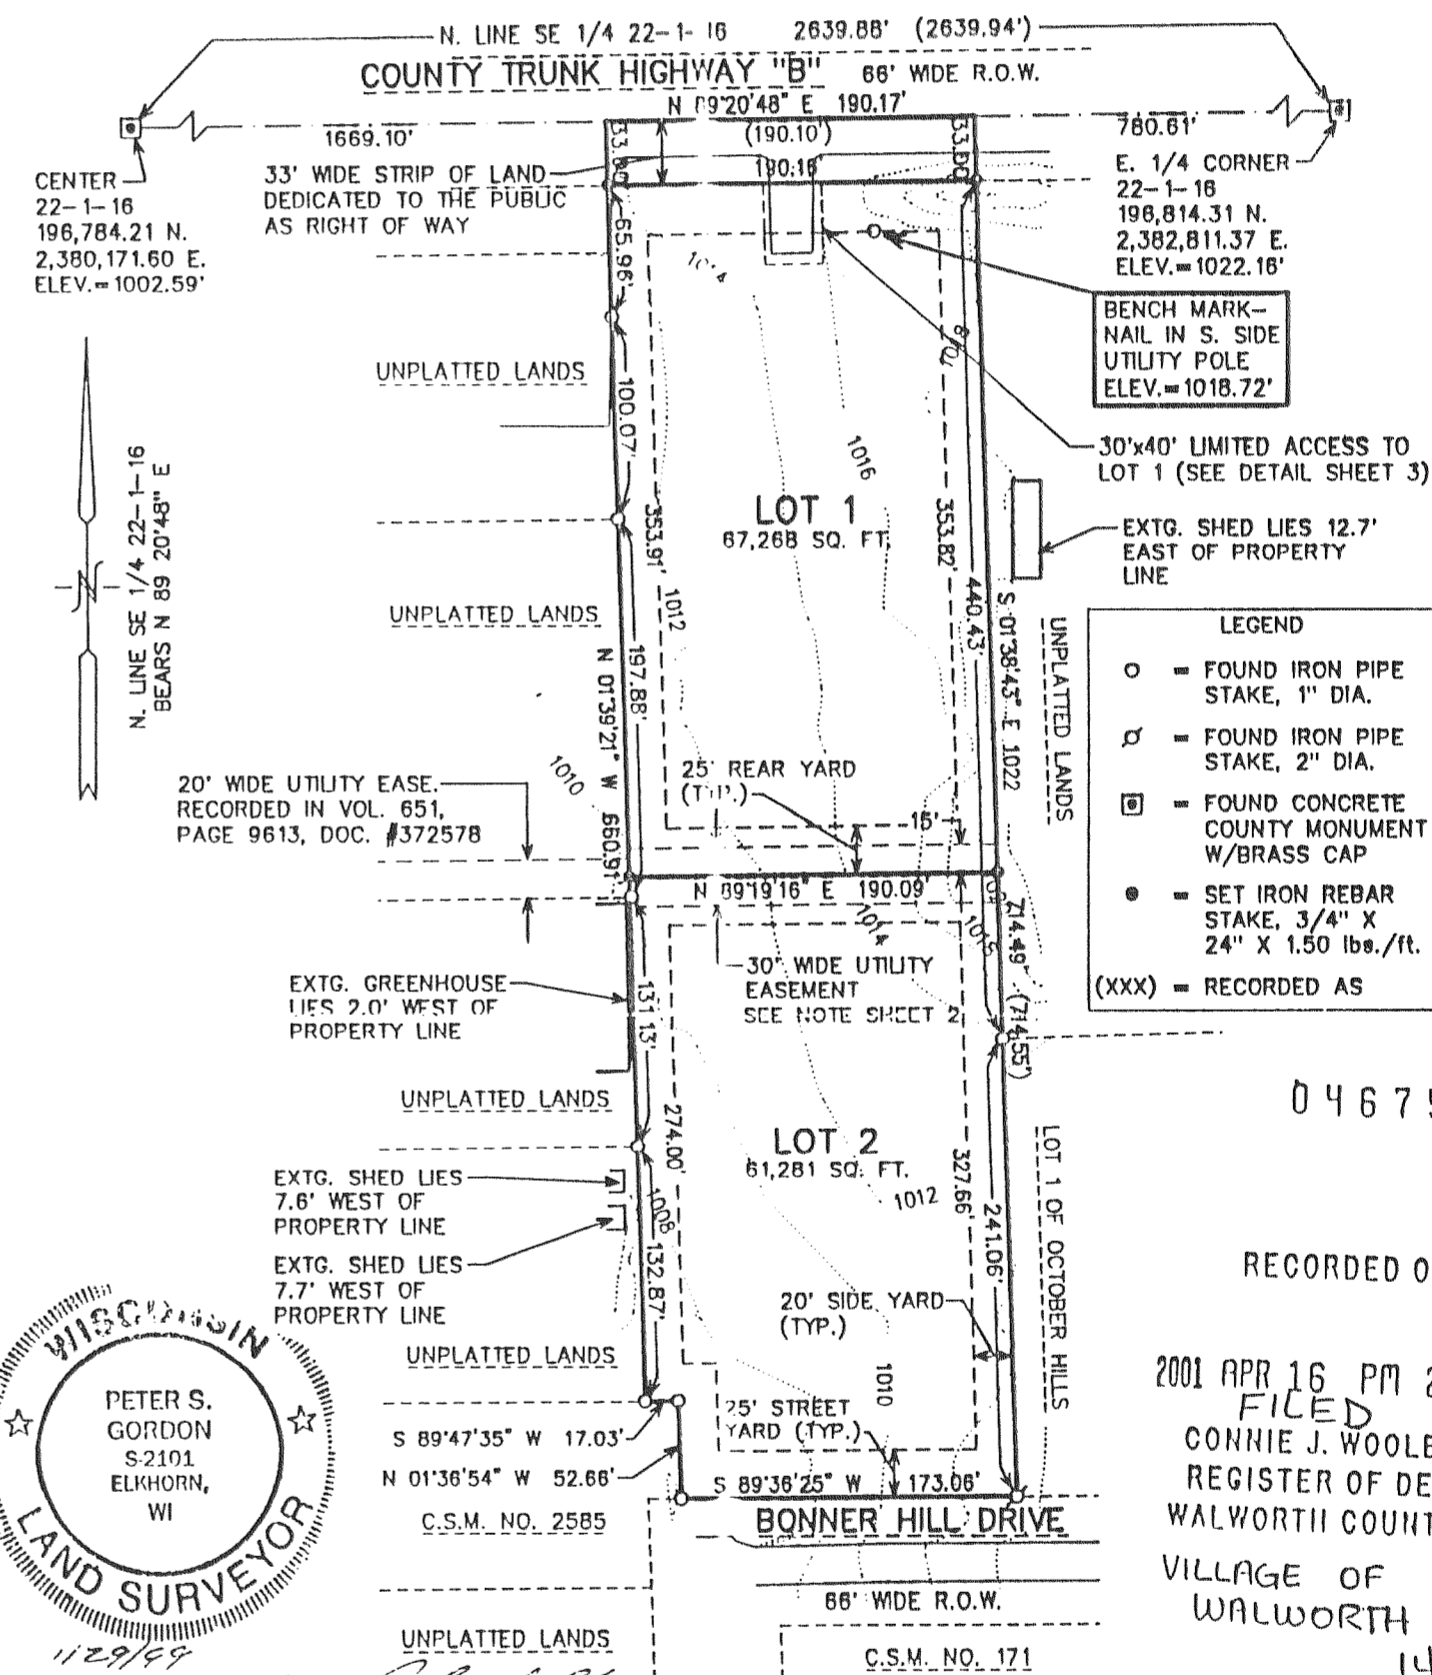 N. LINE SE 1/4 22-1-16 2639.88' (2639.94')
COUNTY TRUNK HIGHWAY "B" 66' WIDE R.O.W.
N 89°20'48" E 190.17'
1669.10'
(190.10')
780.61'
33.00
190.16
33.00
CENTER
22-1-16
196,784.21 N.
2,380,171.60 E.
ELEV.=1002.59'
33' WIDE STRIP OF LAND
DEDICATED TO THE PUBLIC
AS RIGHT OF WAY
E. 1/4 CORNER
22-1-16
196,814.31 N.
2,382,811.37 E.
ELEV.=1022.16'
BENCH MARK-
NAIL IN S. SIDE
UTILITY POLE
ELEV.=1018.72'
65.96'
1014
UNPLATTED LANDS
100.07'
1016
30'x40' LIMITED ACCESS TO
LOT 1 (SEE DETAIL SHEET 3)
N. LINE SE 1/4 22-1-16
BEARS N 89 20'48" E
N
LOT 1
67,268 SQ. FT.
353.91'
353.82'
EXTG. SHED LIES 12.7'
EAST OF PROPERTY
LINE
440.43'
1012
UNPLATTED LANDS
197.88'
N 01°39'21" W 660.91'
S 01°38'43" E
1022
714.49' (714.55')
UNPLATTED LANDS
LEGEND
= FOUND IRON PIPE
STAKE, 1" DIA.
= FOUND IRON PIPE
STAKE, 2" DIA.
= FOUND CONCRETE
COUNTY MONUMENT
W/BRASS CAP
= SET IRON REBAR
STAKE, 3/4" X
24" X 1.50 lbs./ft.
(XXX) = RECORDED AS
1010
20' WIDE UTILITY EASE.
RECORDED IN VOL. 651,
PAGE 9613, DOC. #372578
25' REAR YARD
(TYP.)
15'
N 89°19'16" E 190.09'
1014
1016
30' WIDE UTILITY
EASEMENT
SEE NOTE SHEET 2
EXTG. GREENHOUSE
LIES 2.0' WEST OF
PROPERTY LINE
131.13'
UNPLATTED LANDS
274.00'
LOT 2
61,281 SQ. FT.
327.66'
1012
241.06'
LOT 1 OF OCTOBER HILLS
EXTG. SHED LIES
7.6' WEST OF
PROPERTY LINE
1008
EXTG. SHED LIES
7.7' WEST OF
PROPERTY LINE
132.87'
20' SIDE YARD
(TYP.)
UNPLATTED LANDS
1010
25' STREET
YARD (TYP.)
S 89°47'35" W 17.03'
N 01°36'54" W 52.66'
S 89°36'25" W 173.06'
C.S.M. NO. 2585
BONNER HILL DRIVE
66' WIDE R.O.W.
UNPLATTED LANDS
C.S.M. NO. 171
WISCONSIN
PETER S.
GORDON
S-2101
ELKHORN,
WI
LAND SURVEYOR
11/29/99
0467
RECORDED O
2001 APR 16 PM 2
FILED
CONNIE J. WOOLE
REGISTER OF DE
WALWORTH COUNT
VILLAGE OF
WALWORTH
14